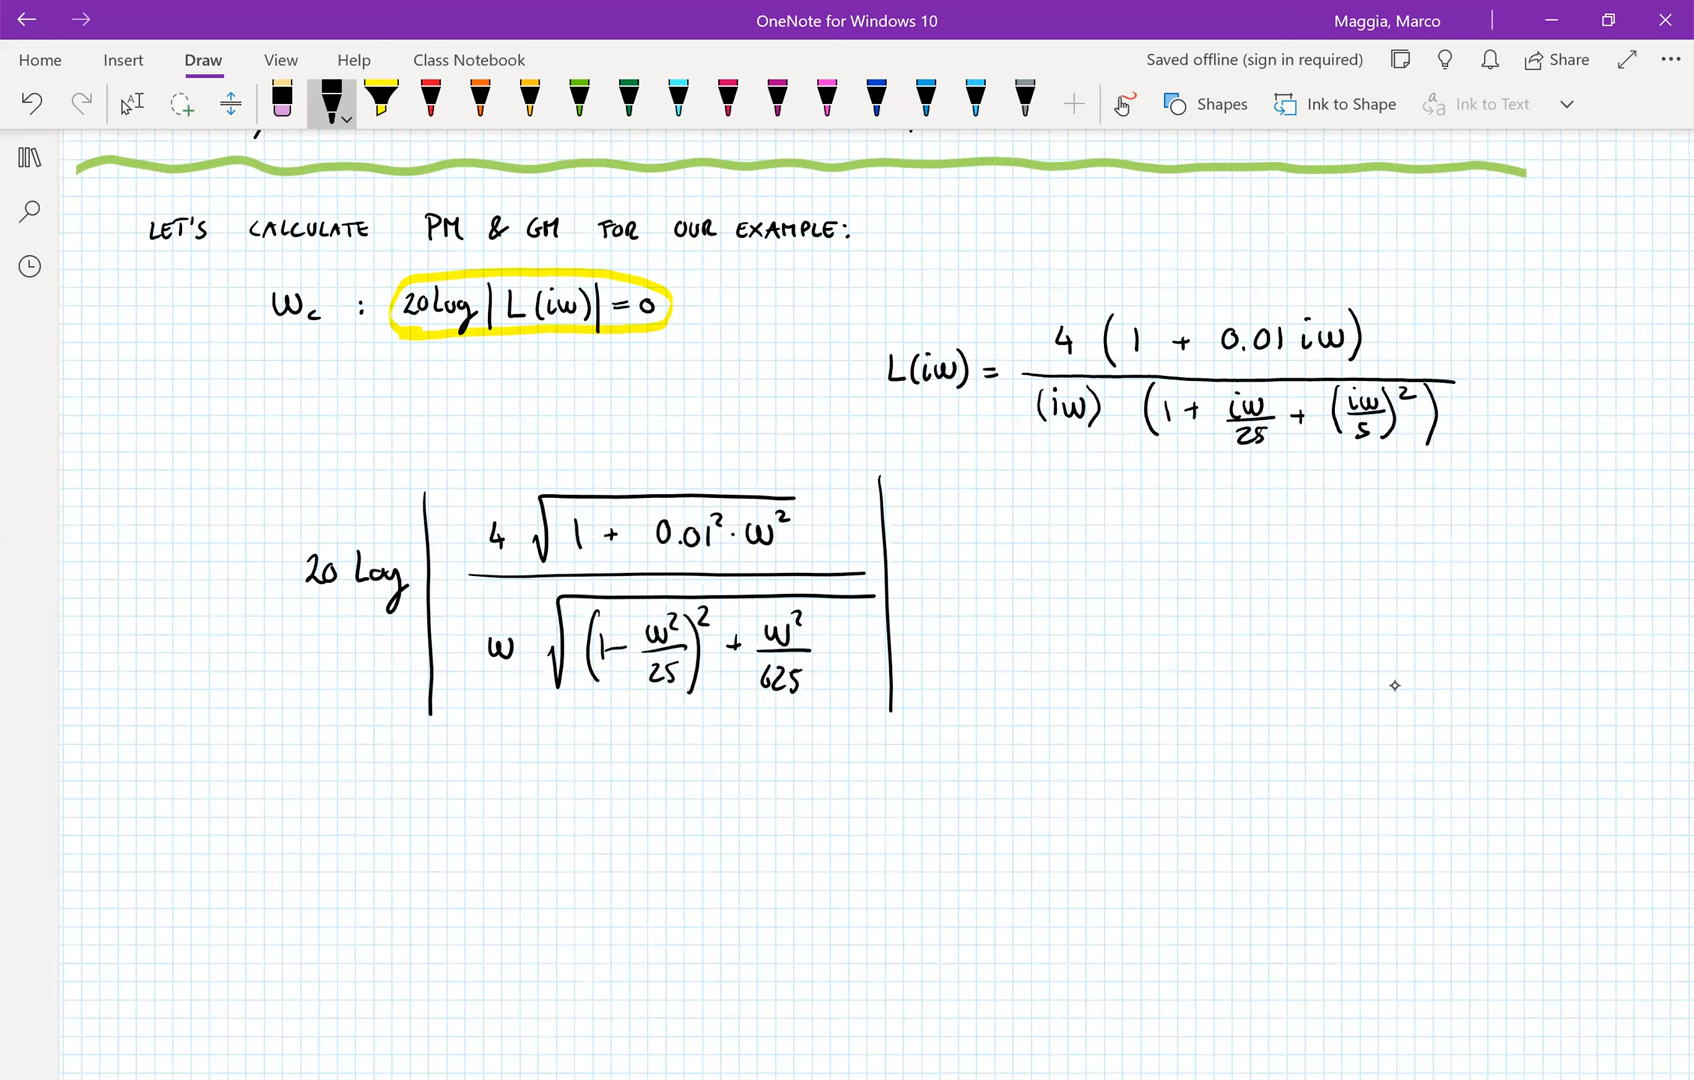 OneNote for Windows 10
Maggia, Marco
Home Insert Draw View Help Class Notebook
Saved offline (sign in required) Share
Shapes Ink to Shape Ink to Text
LET'S CALCULATE PM & GM FOR OUR EXAMPLE:
ωc : 20 Log | L(iω)| = 0
L(iω) = 4 (1 + 0.01 iω) / (iω) (1 + iω/25 + (iω/5)²)
20 Log | 4 √(1 + 0.01² · ω²) / ω √((1 - ω²/25)² + ω²/625) |